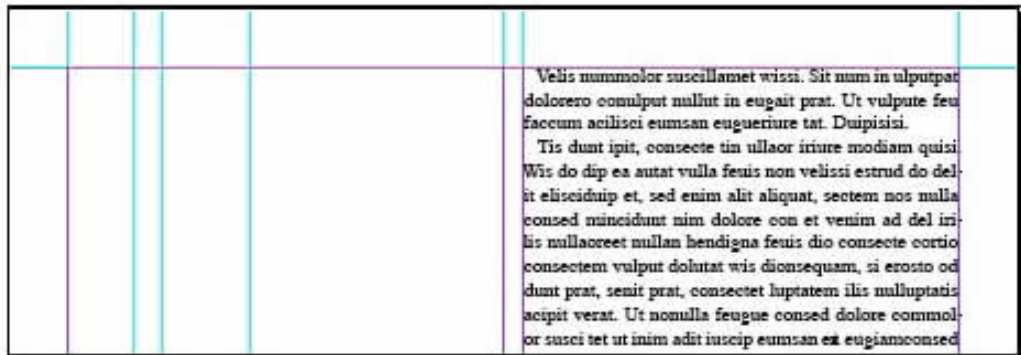 Velis nummolor suscillamet wissi. Sit num in ulputpat
dolorero conulput nullut in eugait prat. Ut vulpute feu
faccum acilisci eumsan eugueriure tat. Duipisisi.
Tis dunt ipit, consecte tin ullaor iriure modiam quisi.
Wis do dip ea autat vulla feuis non velissi estrud do del-
it elisciduip et, sed enim alit aliquat, sectem nos nulla
consed mincidunt nim dolore con et venim ad del iri-
lis nullaoreet nullan hendigna feuis dio consecte cortio
consectem vulput dolutat wis dionsequam, si erosto od
dunt prat, senit prat, consectet luptatem ilis nulluptatis
acipit verat. Ut nonulla feugue consed dolore commol-
or susci tet ut inim adit iuscip eumsan et eugiamconsed